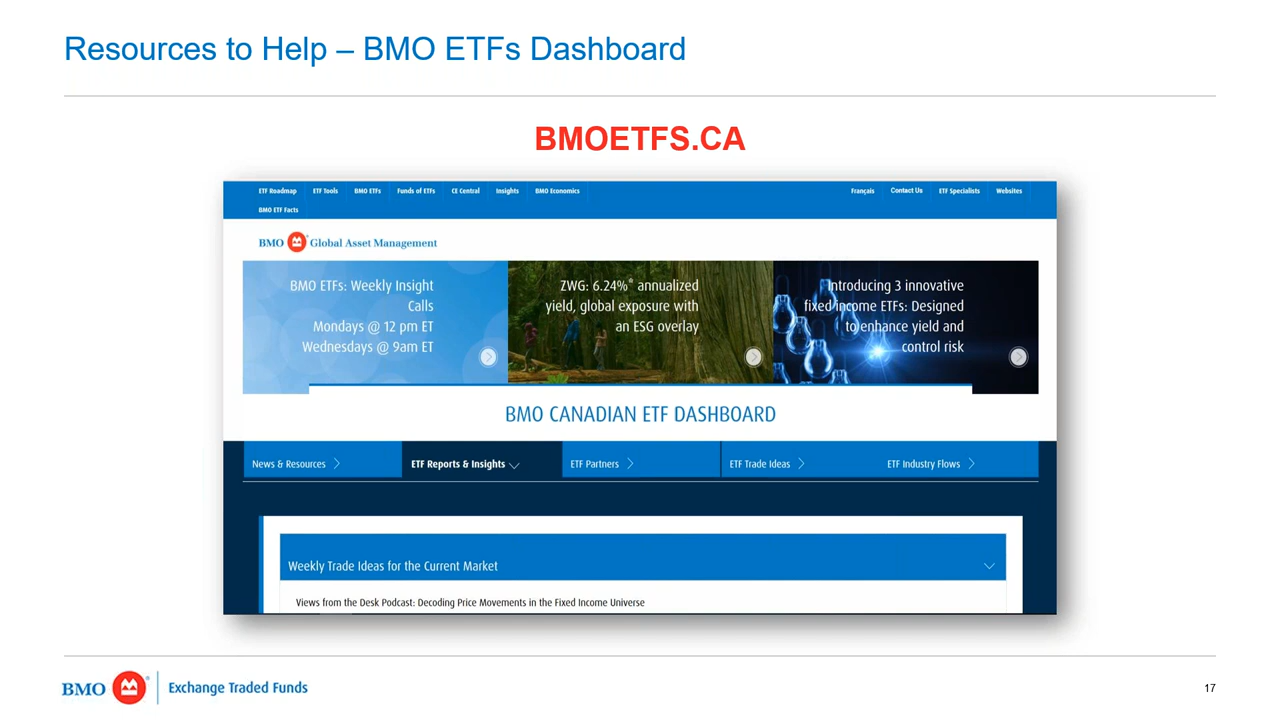 Resources to Help – BMO ETFs Dashboard
BMOETFS.CA
ETF Roadmap ETF Tools BMO ETFs Funds of ETFs CE Central Insights BMO Economics Français Contact Us ETF Specialists Websites
BMO ETF Facts
BMO Global Asset Management
BMO ETFs: Weekly Insight
Calls
Mondays @ 12 pm ET
Wednesdays @ 9am ET
ZWG: 6.24%* annualized
yield, global exposure with
an ESG overlay
Introducing 3 innovative
fixed income ETFs: Designed
to enhance yield and
control risk
BMO CANADIAN ETF DASHBOARD
News & Resources ETF Reports & Insights ETF Partners ETF Trade Ideas ETF Industry Flows
Weekly Trade Ideas for the Current Market
Views from the Desk Podcast: Decoding Price Movements in the Fixed Income Universe
BMO Exchange Traded Funds
17